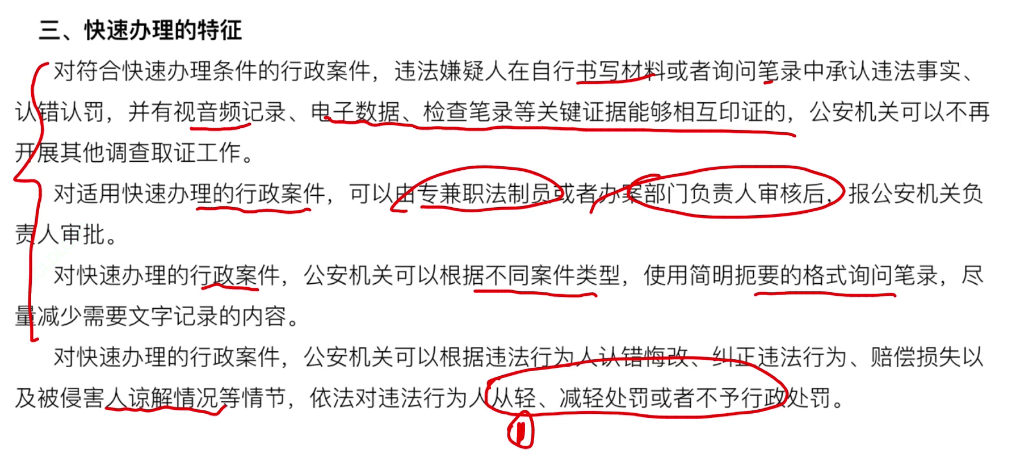 三、快速办理的特征
对符合快速办理条件的行政案件，违法嫌疑人在自行书写材料或者询问笔录中承认违法事实、
认错认罚，并有视音频记录、电子数据、检查笔录等关键证据能够相互印证的，公安机关可以不再
开展其他调查取证工作。
对适用快速办理的行政案件，可以由专兼职法制员或者办案部门负责人审核后，报公安机关负
责人审批。
对快速办理的行政案件，公安机关可以根据不同案件类型，使用简明扼要的格式询问笔录，尽
量减少需要文字记录的内容。
对快速办理的行政案件，公安机关可以根据违法行为人认错悔改、纠正违法行为、赔偿损失以
及被侵害人谅解情况等情节，依法对违法行为人从轻、减轻处罚或者不予行政处罚。